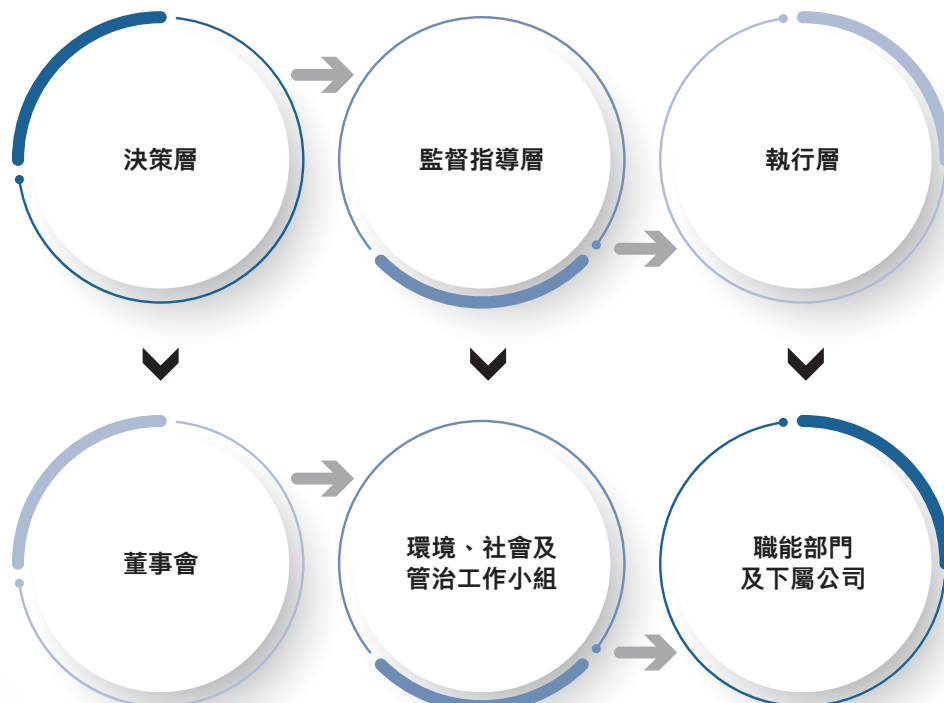 決策層
監督指導層
執行層
董事會
環境、社會及
管治工作小組
職能部門
及下屬公司